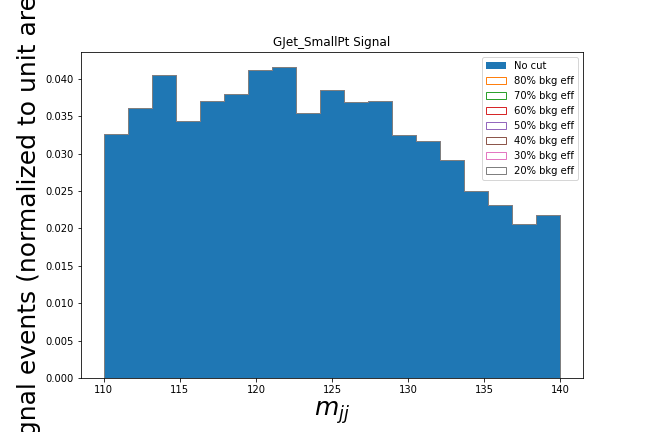 GJet_SmallPt Signal
gnal events (normalized to unit are
0.040
0.035
0.030
0.025
0.020
0.015
0.010
0.005
0.000
No cut
80% bkg eff
70% bkg eff
60% bkg eff
50% bkg eff
40% bkg eff
30% bkg eff
20% bkg eff
110 115 120 125 130 135 140
m_jj